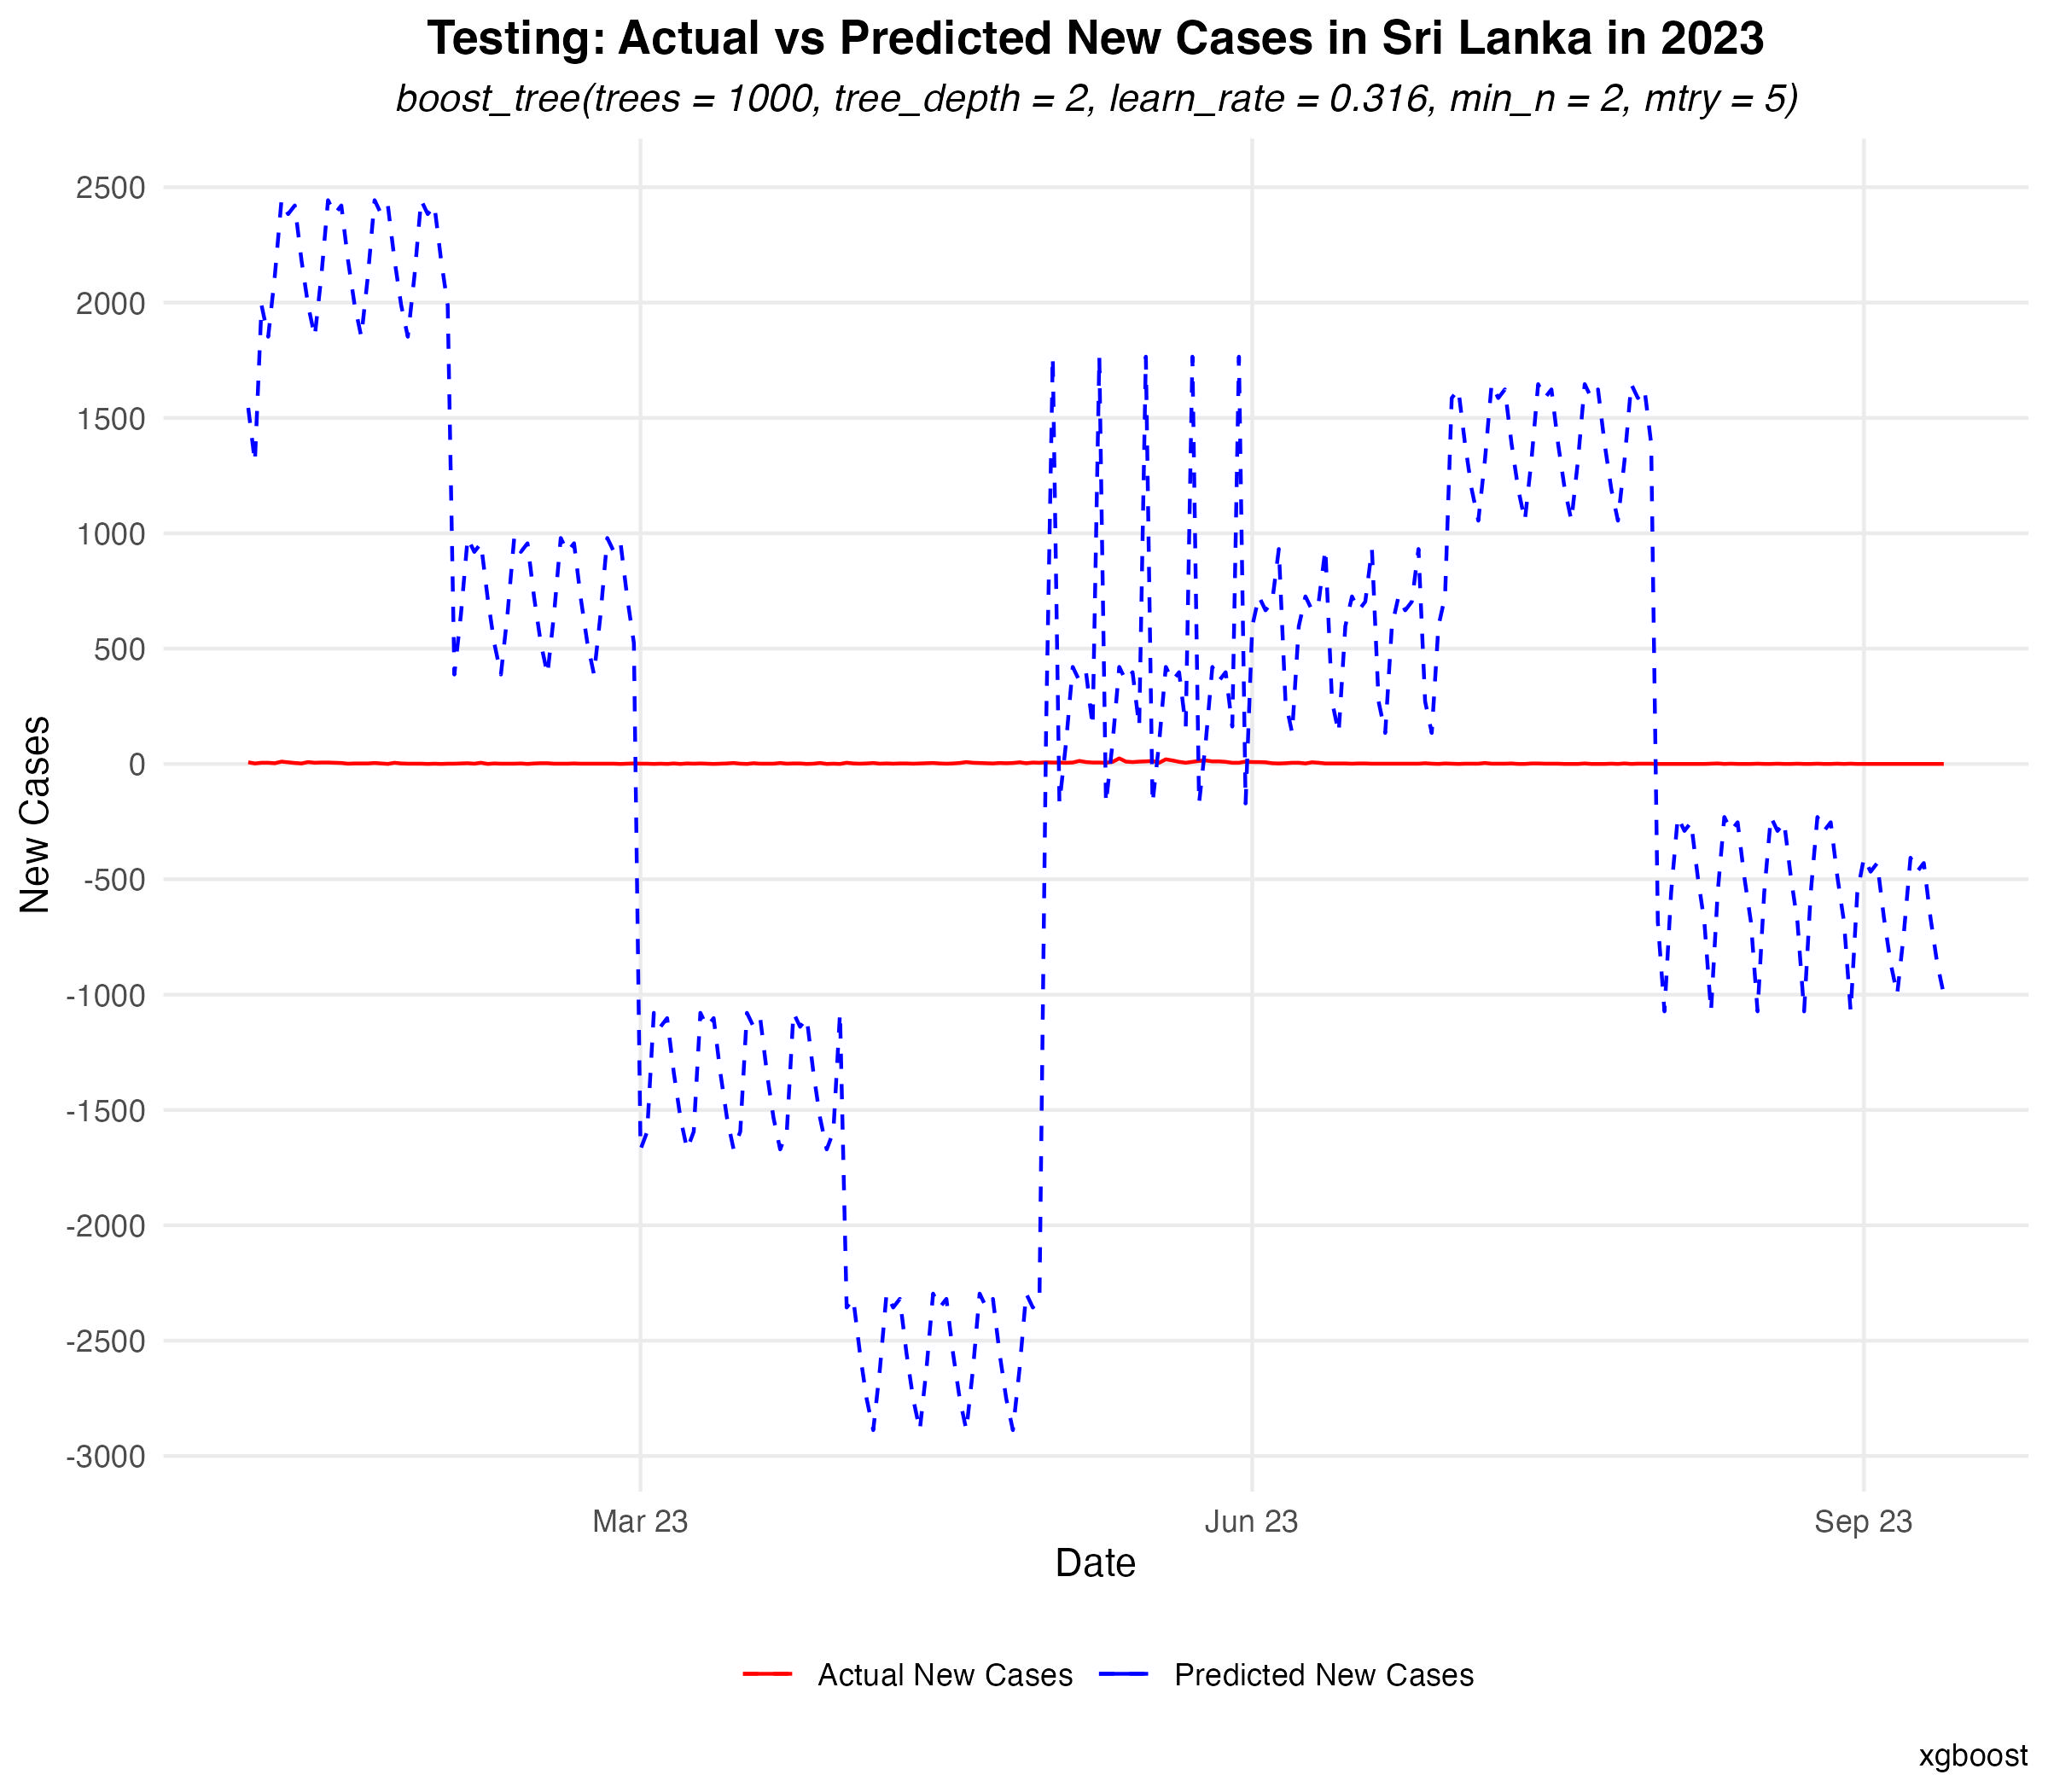 Testing: Actual vs Predicted New Cases in Sri Lanka in 2023
boost_tree(trees = 1000, tree_depth = 2, learn_rate = 0.316, min_n = 2, mtry = 5)
New Cases
2500
2000
1500
1000
500
0
-500
-1000
-1500
-2000
-2500
-3000
Mar 23 Jun 23 Sep 23
Date
Actual New Cases Predicted New Cases
xgboost